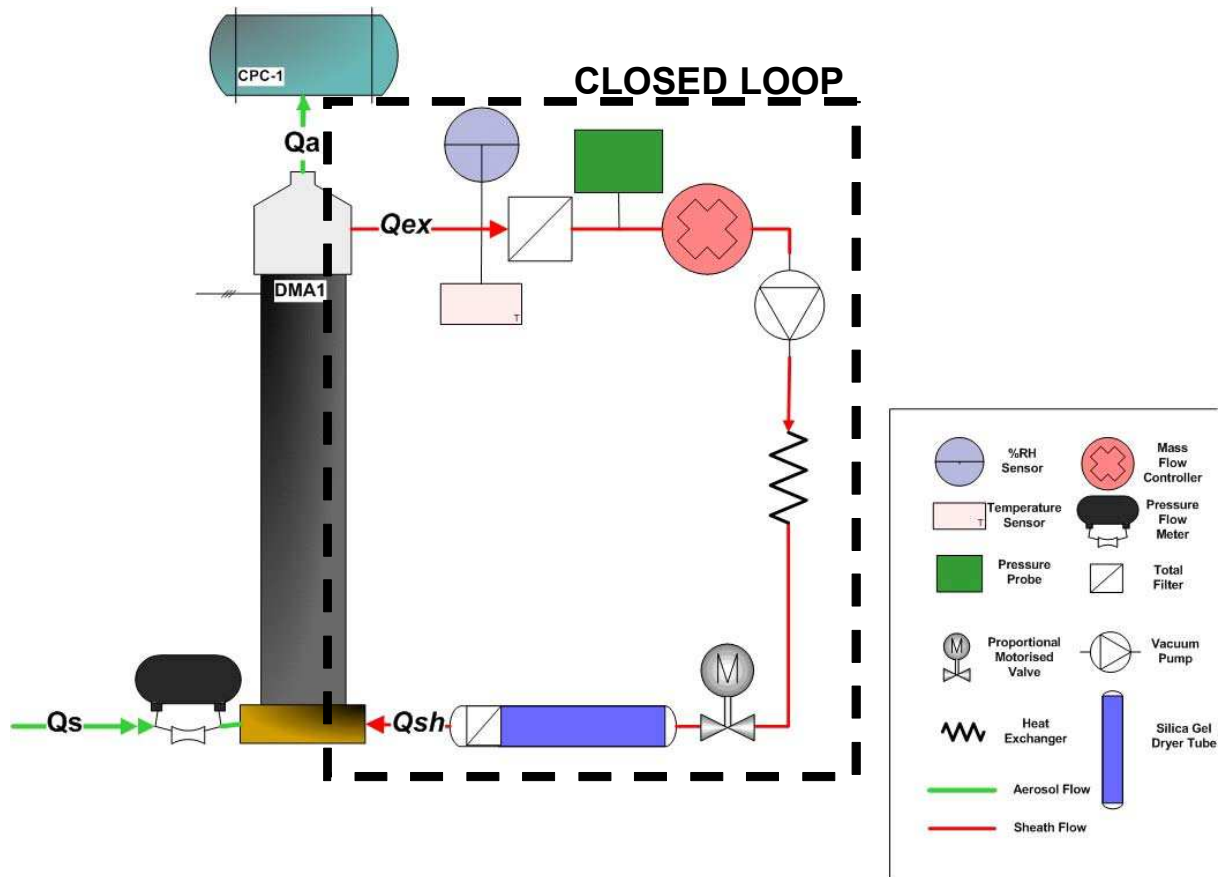 CPC-1
CLOSED LOOP
Qa
Qex
DMA1
T
M
Qs
Qsh
%RH
Sensor
Mass
Flow
Controller
Temperature
Sensor
T
Pressure
Flow
Meter
Pressure
Probe
Total
Filter
M
Proportional
Motorised
Valve
Vacuum
Pump
Heat
Exchanger
Silica Gel
Dryer Tube
Aerosol Flow
Sheath Flow